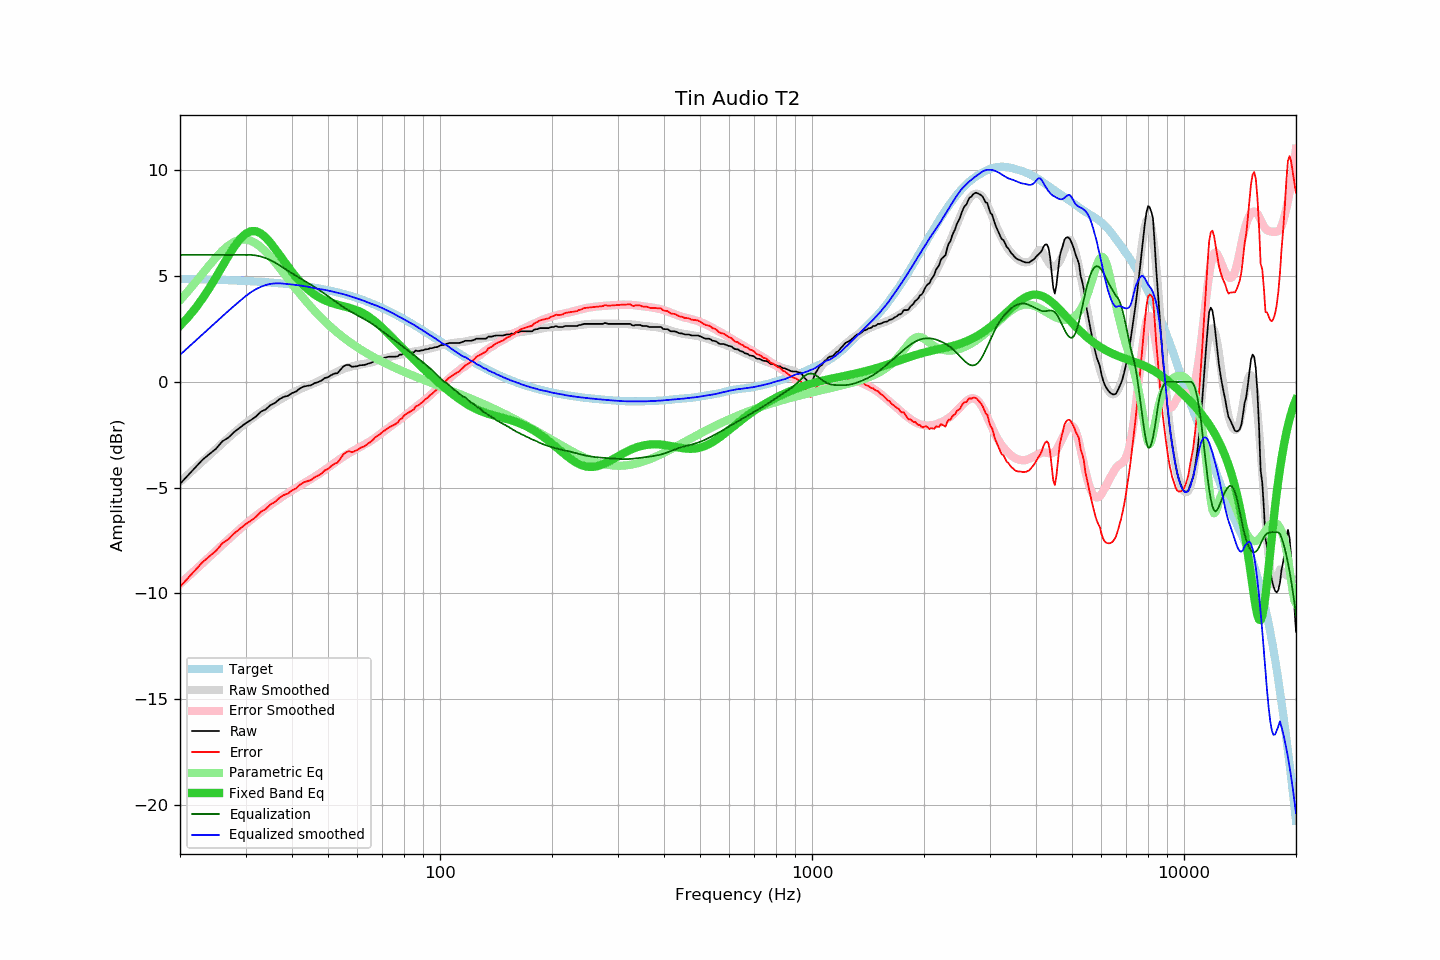 Tin Audio T2
10
5
0
−5
−10
−15
−20
Amplitude (dBr)
Target
Raw Smoothed
Error Smoothed
Raw
Error
Parametric Eq
Fixed Band Eq
Equalization
Equalized smoothed
100 1000 10000
Frequency (Hz)